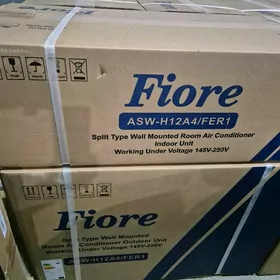 Fiore
ASW-H12A4/FER1
Split Type Wall Mounted Room Air Conditioner
Indoor Unit
Working Under Voltage 145V-250V
Fiore
Split Type Wall Mounted
Room Air Conditioner Outdoor Unit
Working Under Voltage 145V-250V
ASW-H12A4/FER1